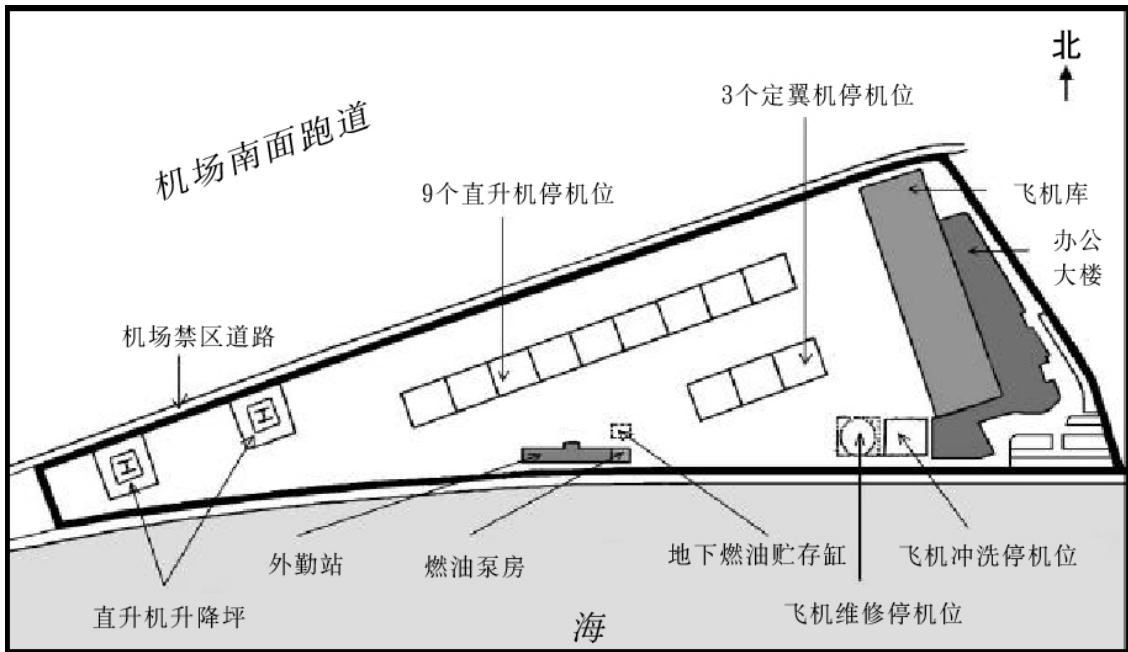 北
3个定翼机停机位
机场南面跑道
9个直升机停机位
飞机库
办公
大楼
机场禁区道路
外勤站
燃油泵房
地下燃油贮存缸
飞机冲洗停机位
直升机升降坪
飞机维修停机位
海